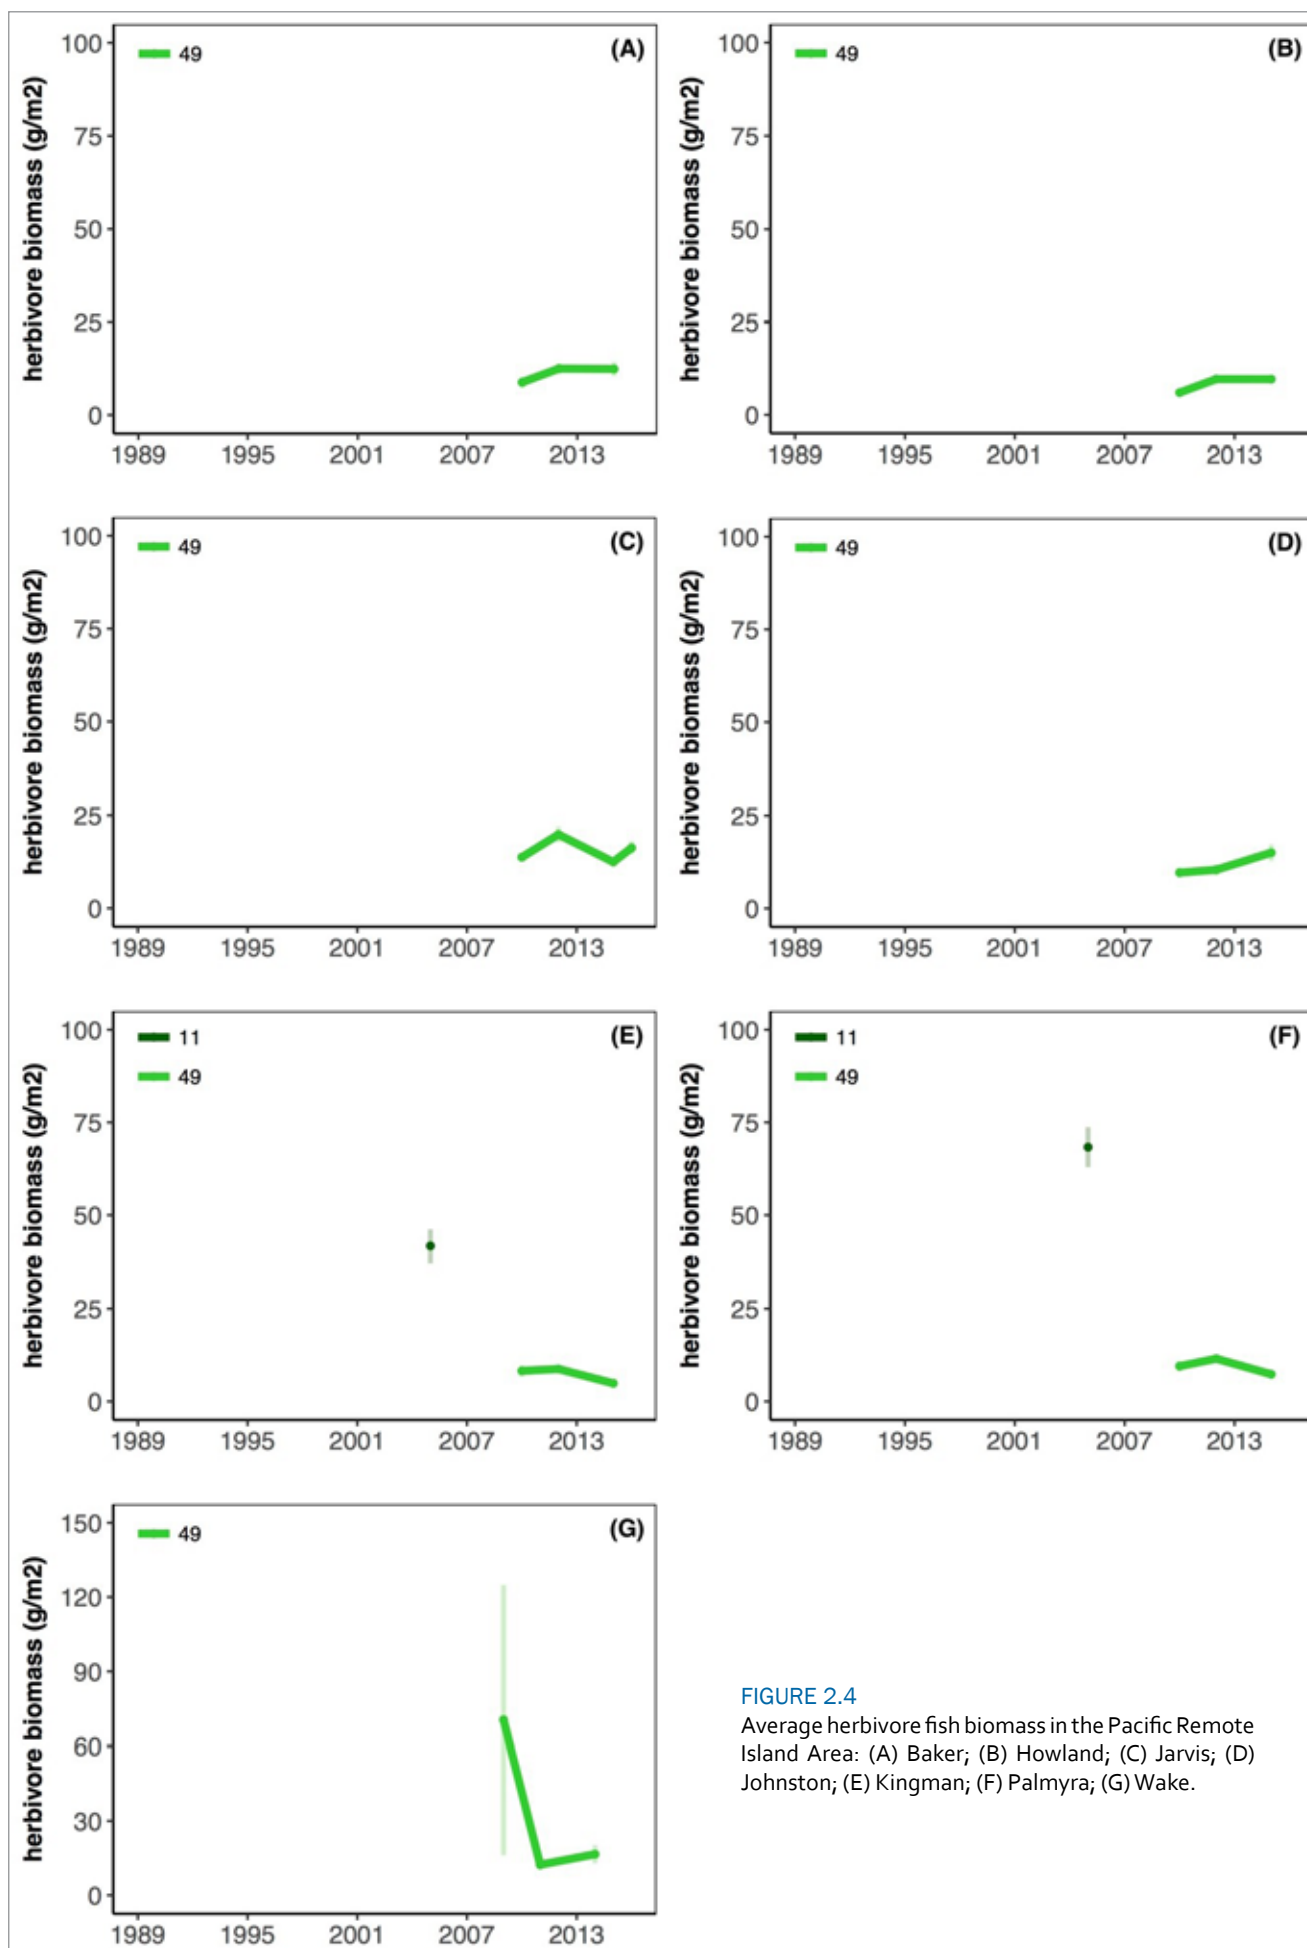 herbivore biomass (g/m2)
100
75
50
25
0
49
(A)
1989 1995 2001 2007 2013
herbivore biomass (g/m2)
100
75
50
25
0
49
(B)
1989 1995 2001 2007 2013
herbivore biomass (g/m2)
100
75
50
25
0
49
(C)
1989 1995 2001 2007 2013
herbivore biomass (g/m2)
100
75
50
25
0
49
(D)
1989 1995 2001 2007 2013
herbivore biomass (g/m2)
100
75
50
25
0
11
49
(E)
1989 1995 2001 2007 2013
herbivore biomass (g/m2)
100
75
50
25
0
11
49
(F)
1989 1995 2001 2007 2013
herbivore biomass (g/m2)
150
120
90
60
30
0
49
(G)
1989 1995 2001 2007 2013
FIGURE 2.4
Average herbivore fish biomass in the Pacific Remote
Island Area: (A) Baker; (B) Howland; (C) Jarvis; (D)
Johnston; (E) Kingman; (F) Palmyra; (G) Wake.